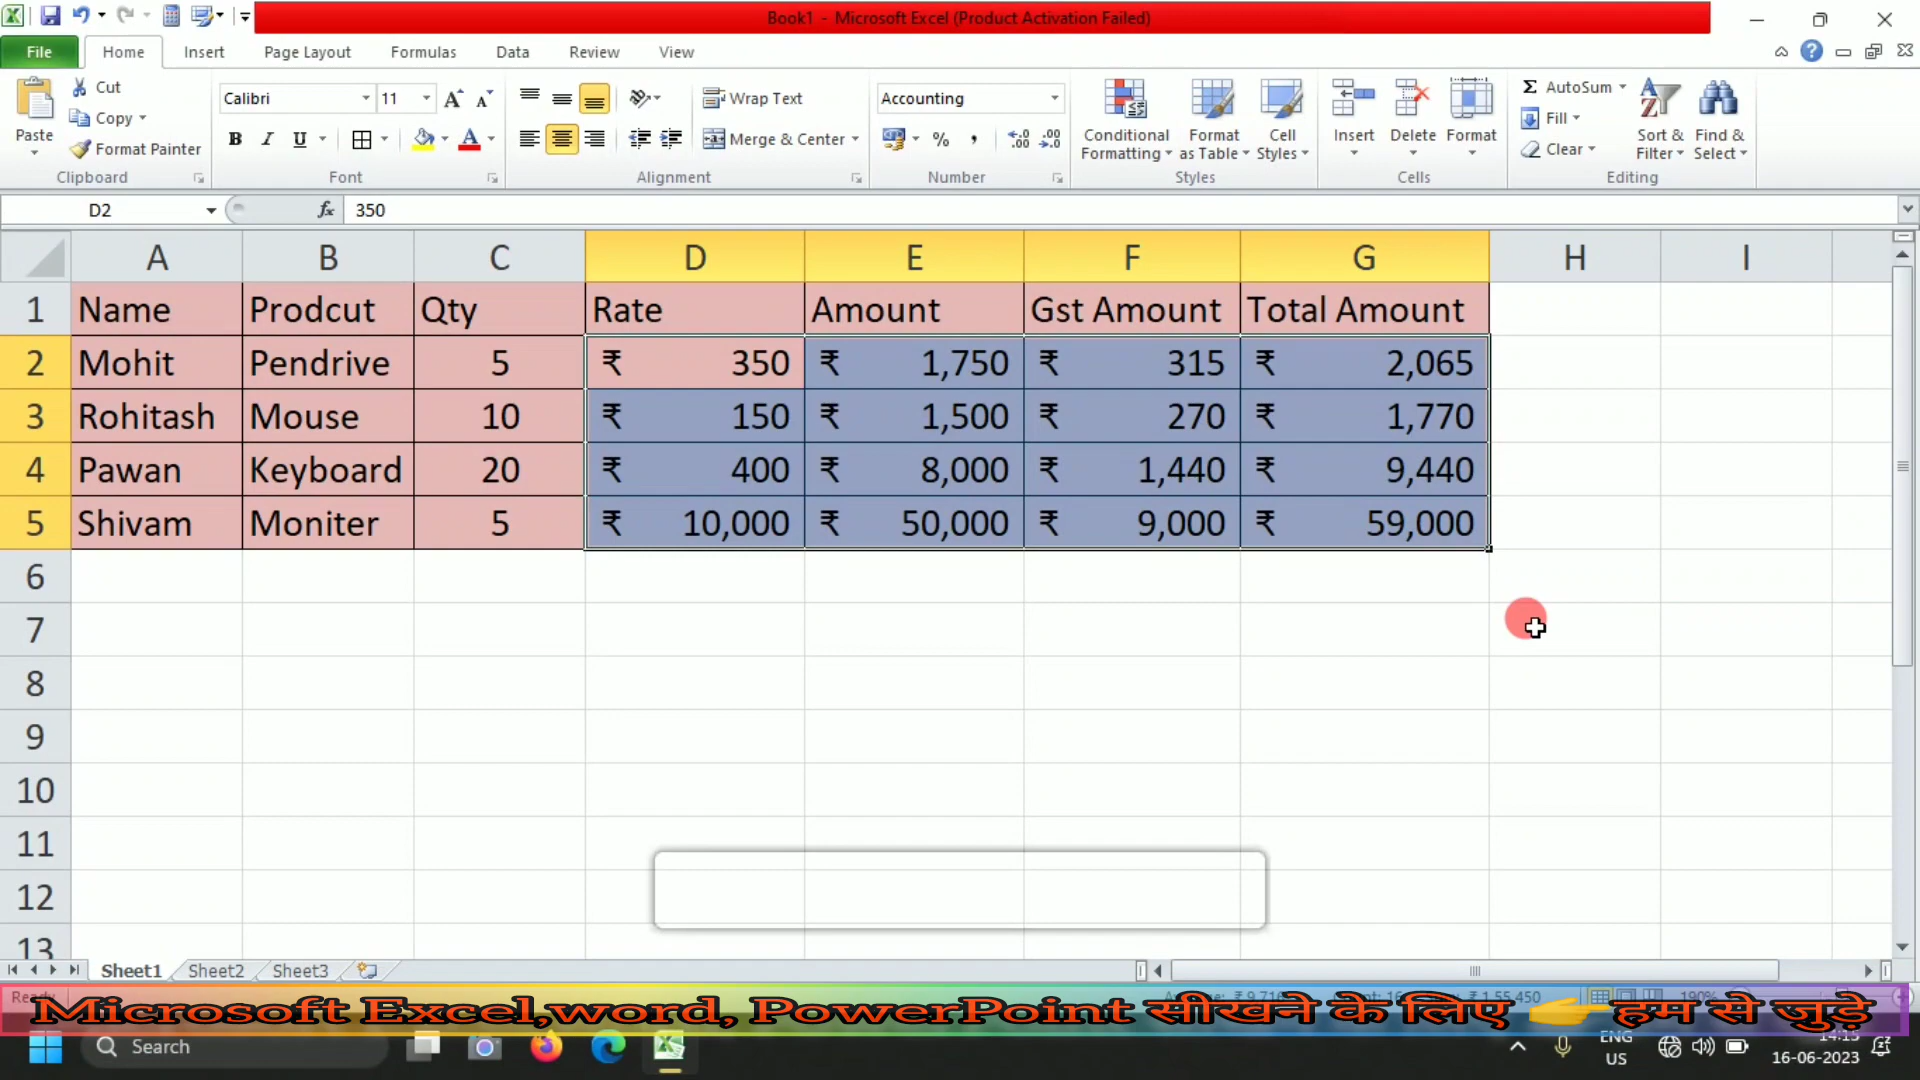 Book1 - Microsoft Excel (Product Activation Failed)
File Home Insert Page Layout Formulas Data Review View
Paste
Cut
Copy
Format Painter
Clipboard
Calibri 11
B I U
Font
Wrap Text
Merge & Center
Alignment
Accounting
%
Number
Conditional Formatting
Format as Table
Cell Styles
Styles
Insert Delete Format
Cells
AutoSum
Fill
Clear
Sort & Filter
Find & Select
Editing
D2 fx 350
A B C D E F G H I
1 Name Prodcut Qty Rate Amount Gst Amount Total Amount
2 Mohit Pendrive 5 ₹ 350 ₹ 1,750 ₹ 315 ₹ 2,065
3 Rohitash Mouse 10 ₹ 150 ₹ 1,500 ₹ 270 ₹ 1,770
4 Pawan Keyboard 20 ₹ 400 ₹ 8,000 ₹ 1,440 ₹ 9,440
5 Shivam Moniter 5 ₹ 10,000 ₹ 50,000 ₹ 9,000 ₹ 59,000
6
7
8
9
10
11
12
13
Sheet1 Sheet2 Sheet3
Microsoft Excel,word, PowerPoint सीखने के लिए 👉 हम से जुड़े
Search
ENG
US
14:15
16-06-2023